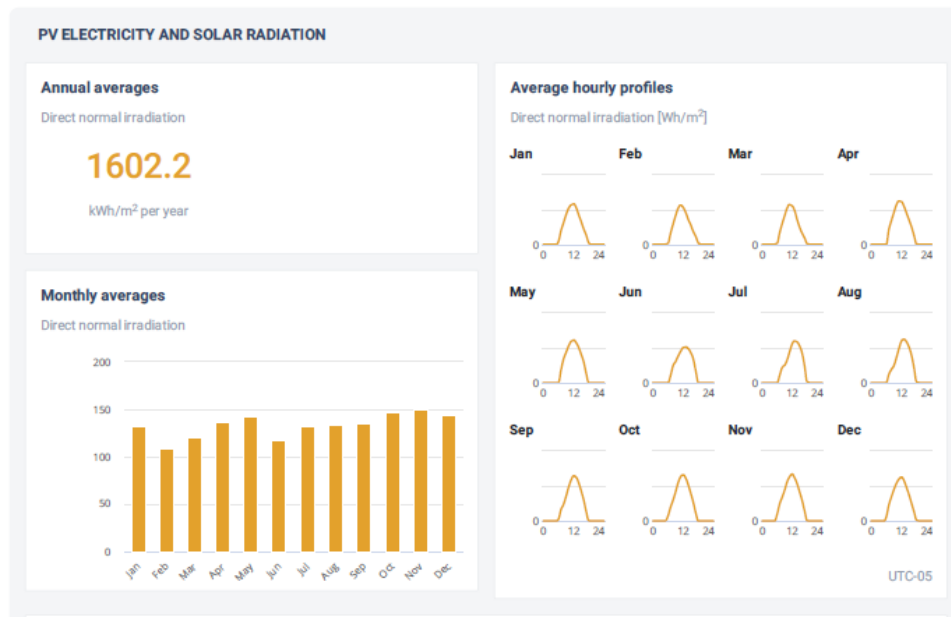 PV ELECTRICITY AND SOLAR RADIATION
Annual averages
Direct normal irradiation
1602.2
kWh/m² per year
Monthly averages
Direct normal irradiation
200
150
100
50
0
Jan Feb Mar Apr May Jun Jul Aug Sep Oct Nov Dec
Average hourly profiles
Direct normal irradiation [Wh/m²]
Jan Feb Mar Apr
0 0 0 0
0 12 24 0 12 24 0 12 24 0 12 24
May Jun Jul Aug
0 0 0 0
0 12 24 0 12 24 0 12 24 0 12 24
Sep Oct Nov Dec
0 0 0 0
0 12 24 0 12 24 0 12 24 0 12 24
UTC-05